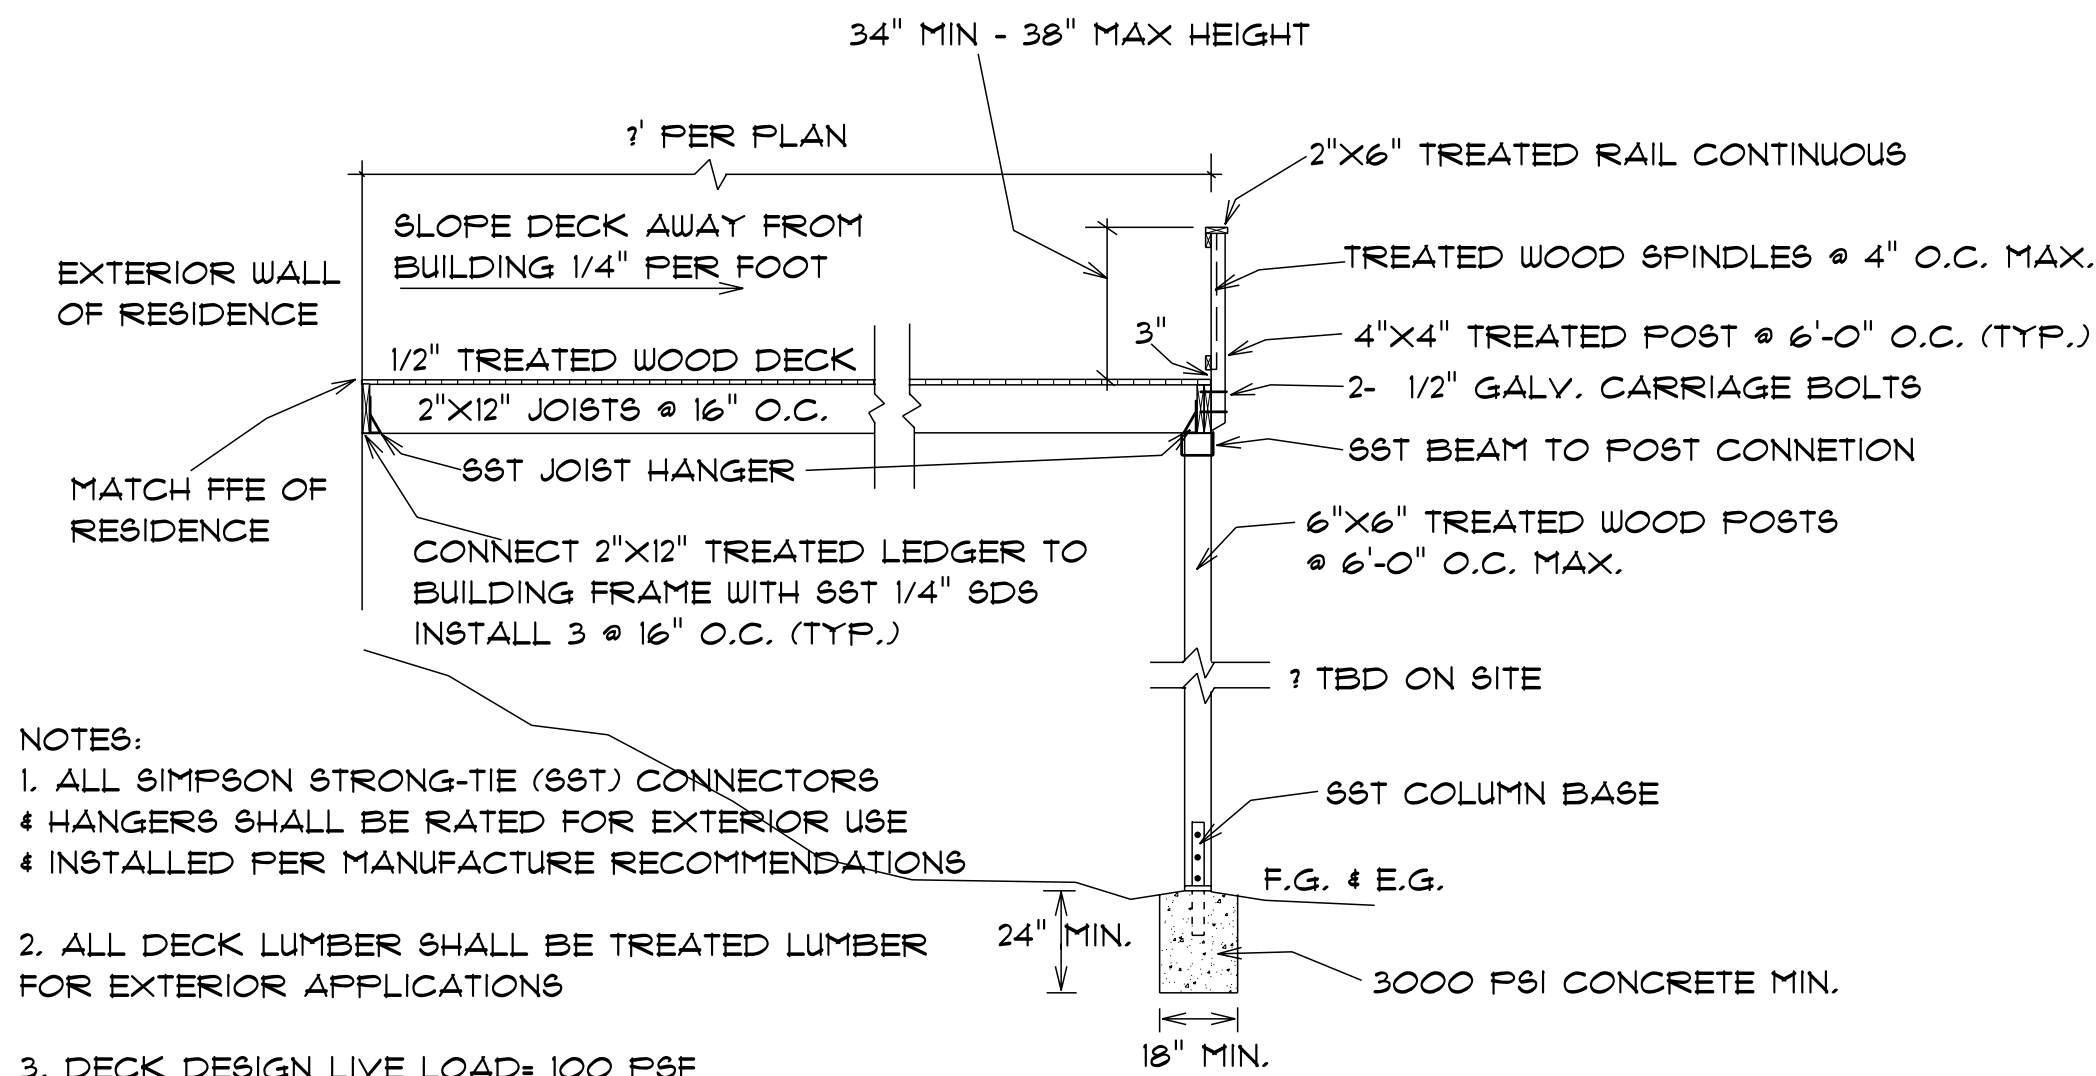 34" MIN - 38" MAX HEIGHT
?' PER PLAN
2"X6" TREATED RAIL CONTINUOUS
SLOPE DECK AWAY FROM
BUILDING 1/4" PER FOOT
EXTERIOR WALL
OF RESIDENCE
TREATED WOOD SPINDLES @ 4" O.C. MAX.
3"
4"X4" TREATED POST @ 6'-0" O.C. (TYP.)
1/2" TREATED WOOD DECK
2- 1/2" GALV. CARRIAGE BOLTS
2"X12" JOISTS @ 16" O.C.
SST BEAM TO POST CONNETION
SST JOIST HANGER
MATCH FFE OF
RESIDENCE
6"X6" TREATED WOOD POSTS
@ 6'-0" O.C. MAX.
CONNECT 2"X12" TREATED LEDGER TO
BUILDING FRAME WITH SST 1/4" SDS
INSTALL 3 @ 16" O.C. (TYP.)
? TBD ON SITE
NOTES:
1. ALL SIMPSON STRONG-TIE (SST) CONNECTORS
& HANGERS SHALL BE RATED FOR EXTERIOR USE
& INSTALLED PER MANUFACTURE RECOMMENDATIONS
SST COLUMN BASE
F.G. & E.G.
24" MIN.
2. ALL DECK LUMBER SHALL BE TREATED LUMBER
FOR EXTERIOR APPLICATIONS
3000 PSI CONCRETE MIN.
18" MIN.
3. DECK DESIGN LIVE LOAD= 100 PSF